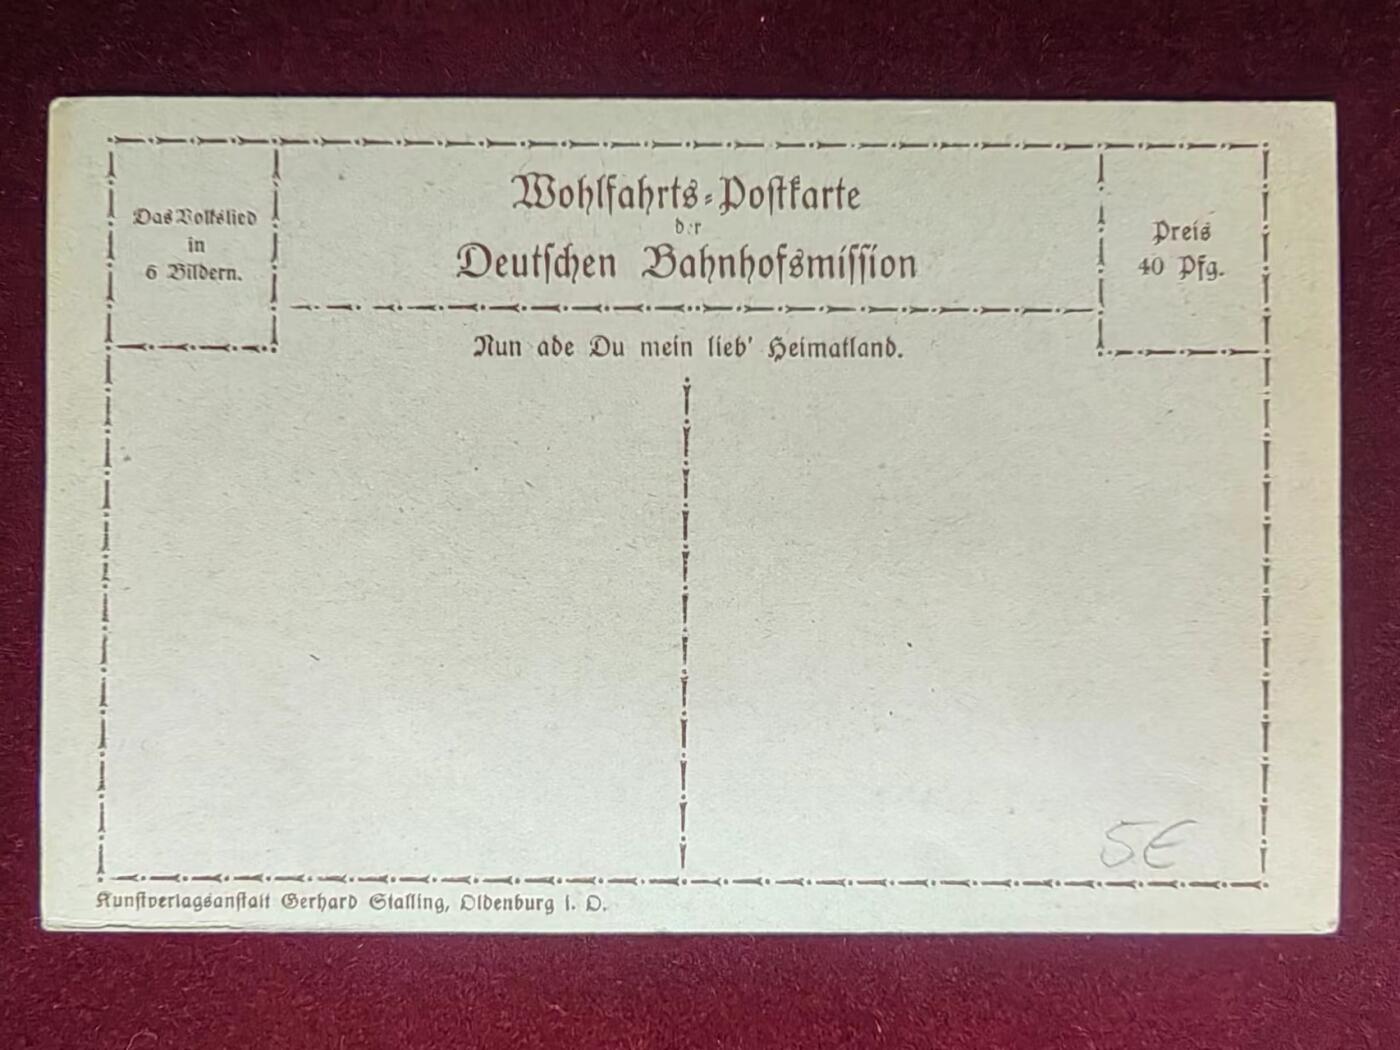 Das Volkslied
in
6 Bildern.
Wohlfahrts-Postkarte
der
Deutschen Bahnhofsmission
Preis
40 Pfg.
Nun ade Du mein lieb' Heimatland.
5€
Kunstverlagsanstalt Gerhard Stalling, Oldenburg i. O.